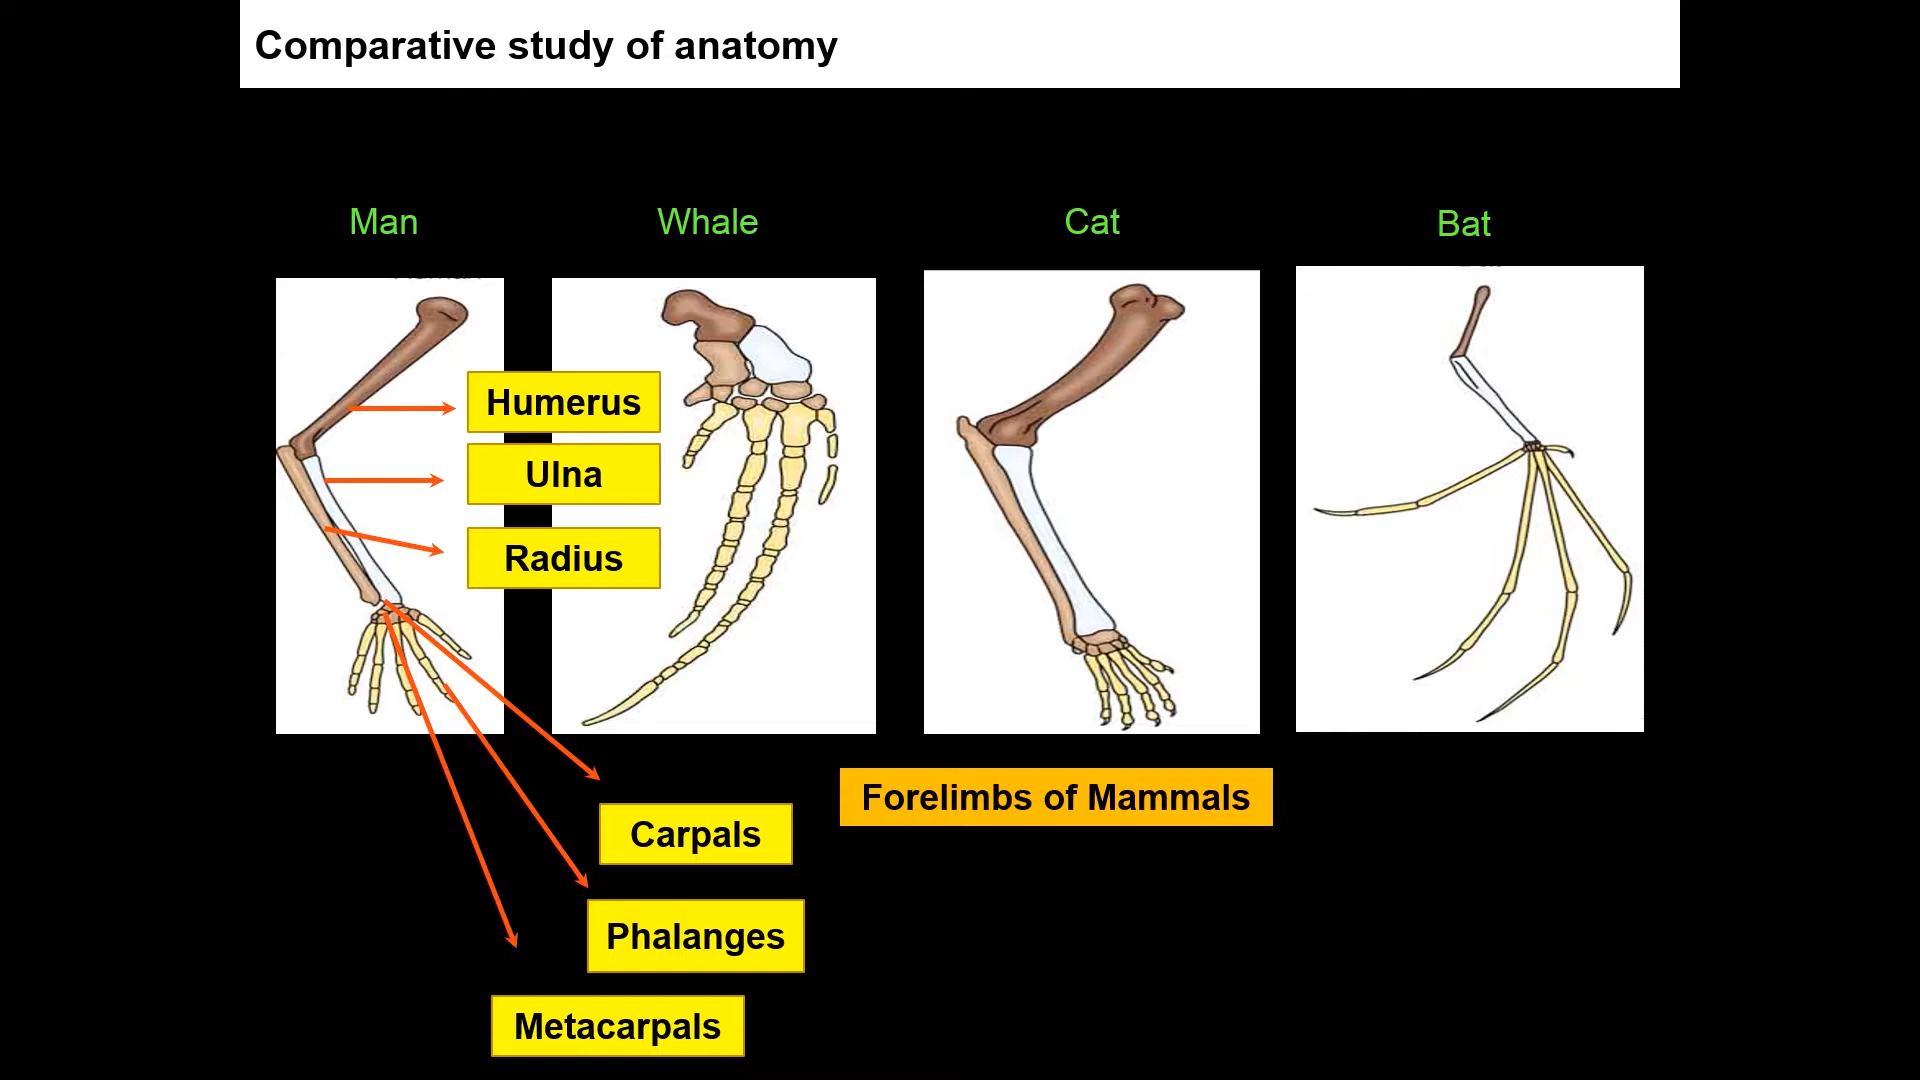 Comparative study of anatomy
Man
Whale
Cat
Bat
Humerus
Ulna
Radius
Carpals
Forelimbs of Mammals
Phalanges
Metacarpals